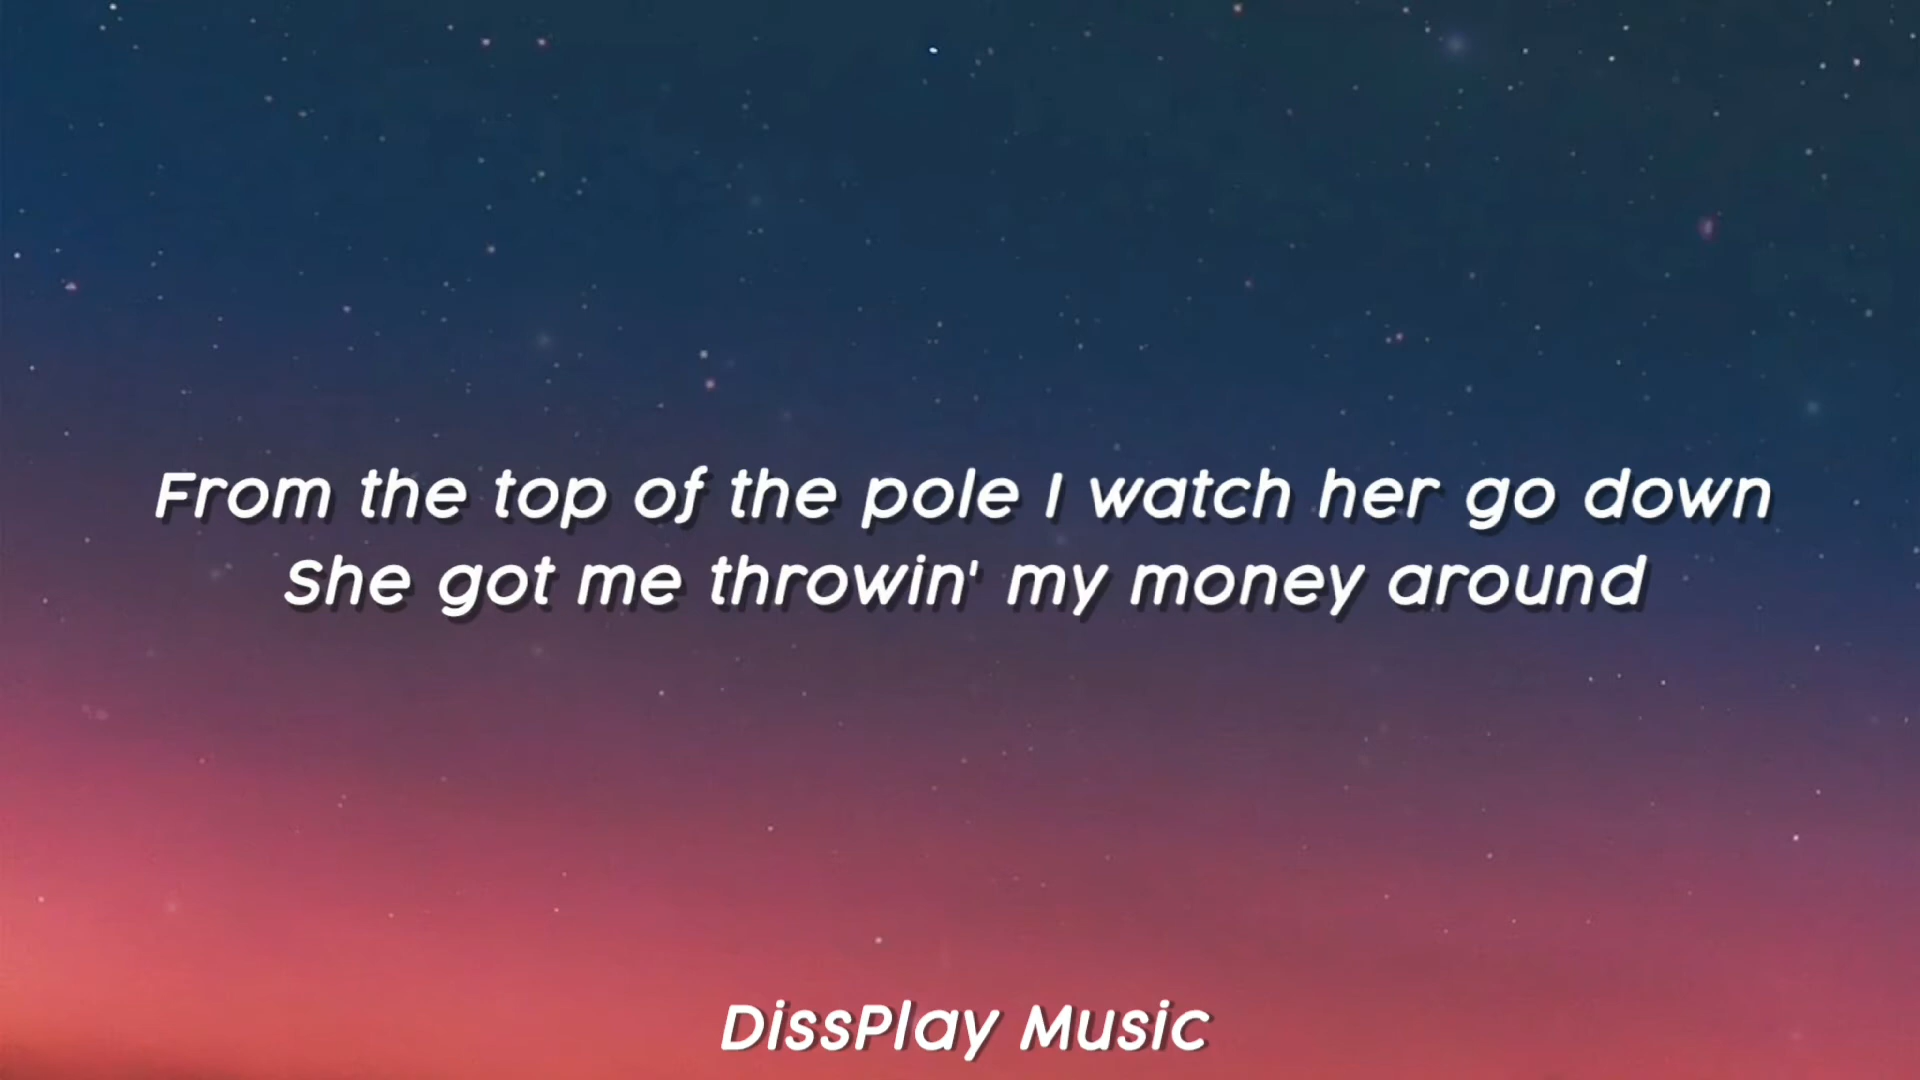 From the top of the pole I watch her go down
She got me throwin' my money around
DissPlay Music